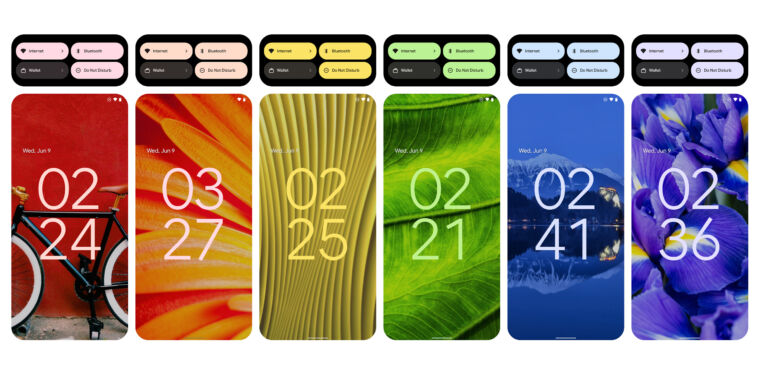 Internet Bluetooth
Wallet Do Not Disturb
Internet Bluetooth
Wallet Do Not Disturb
Internet Bluetooth
Wallet Do Not Disturb
Internet Bluetooth
Wallet Do Not Disturb
Internet Bluetooth
Wallet Do Not Disturb
Internet Bluetooth
Wallet Do Not Disturb
Wed, Jun 9
02
24
Wed, Jun 9
03
27
Wed, Jun 9
02
25
Wed, Jun 9
02
21
Wed, Jun 9
02
41
Wed, Jun 9
02
36